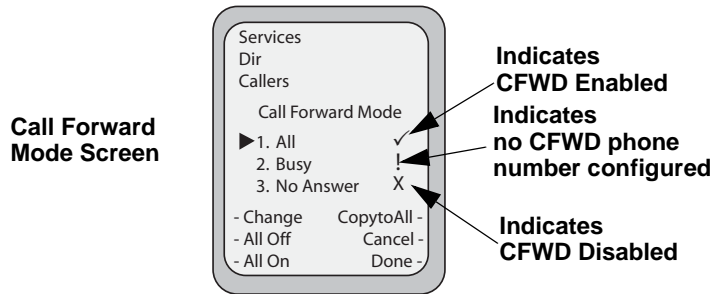 Call Forward
Mode Screen
Services
Dir
Callers
Call Forward Mode
1. All ✓
2. Busy !
3. No Answer X
- Change CopytoAll -
- All Off Cancel -
- All On Done -
Indicates
CFWD Enabled
Indicates
no CFWD phone
number configured
Indicates
CFWD Disabled